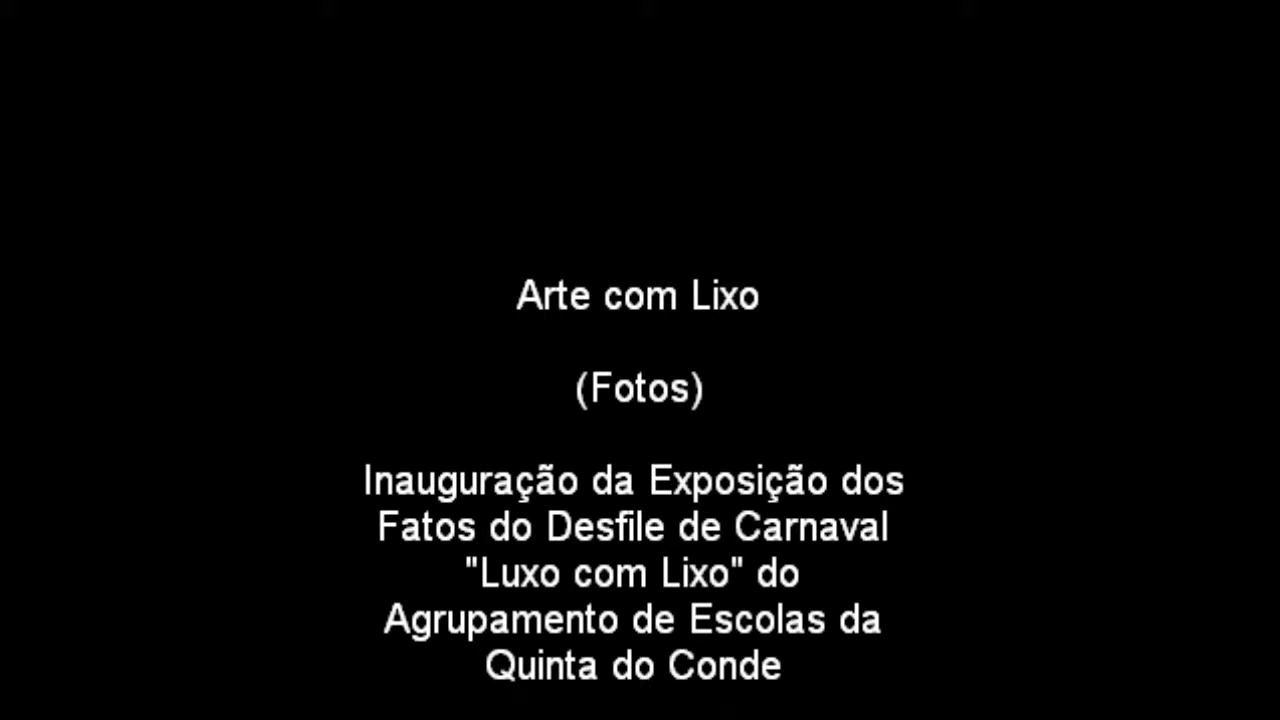 Arte com Lixo
(Fotos)
Inauguração da Exposição dos
Fatos do Desfile de Carnaval
"Luxo com Lixo" do
Agrupamento de Escolas da
Quinta do Conde